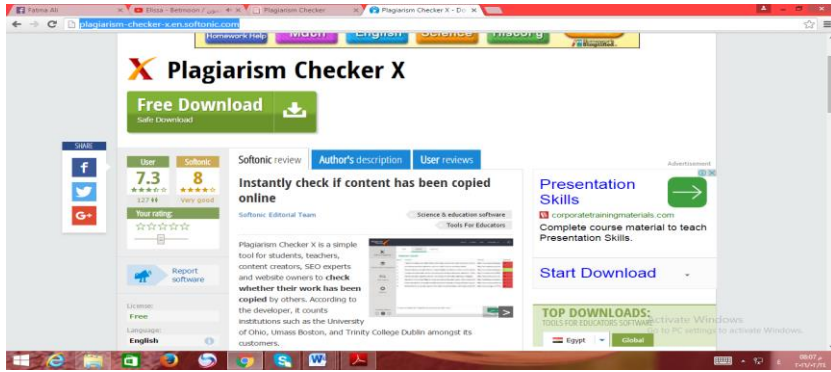 Fatma Ali
Elissa - Betmoon /
Plagiarism Checker
Plagiarism Checker X - Do
plagiarism-checker-x.en.softonic.com
Homework Help
Math
English
Science
History
Plagiarism Checker X
Free Download
Safe Download
SHARE
User
Softonic
7.3
8
127
Very good
Your rating:
Report
software
License:
Free
Language:
English
Softonic review
Author's description
User reviews
Instantly check if content has been copied
online
Softonic Editorial Team
Science & education software
Tools For Educators
Plagiarism Checker X is a simple
tool for students, teachers,
content creators, SEO experts
and website owners to check
whether their work has been
copied by others. According to
the developer, it counts
institutions such as the University
of Ohio, Umass Boston, and Trinity College Dublin amongst its
customers.
Advertisement
Presentation
Skills
corporatetrainingmaterials.com
Complete course material to teach
Presentation Skills.
Start Download
TOP DOWNLOADS:
TOOLS FOR EDUCATORS SOFTWARE
Egypt
Global
Activate Windows
Go to PC settings to activate Windows.